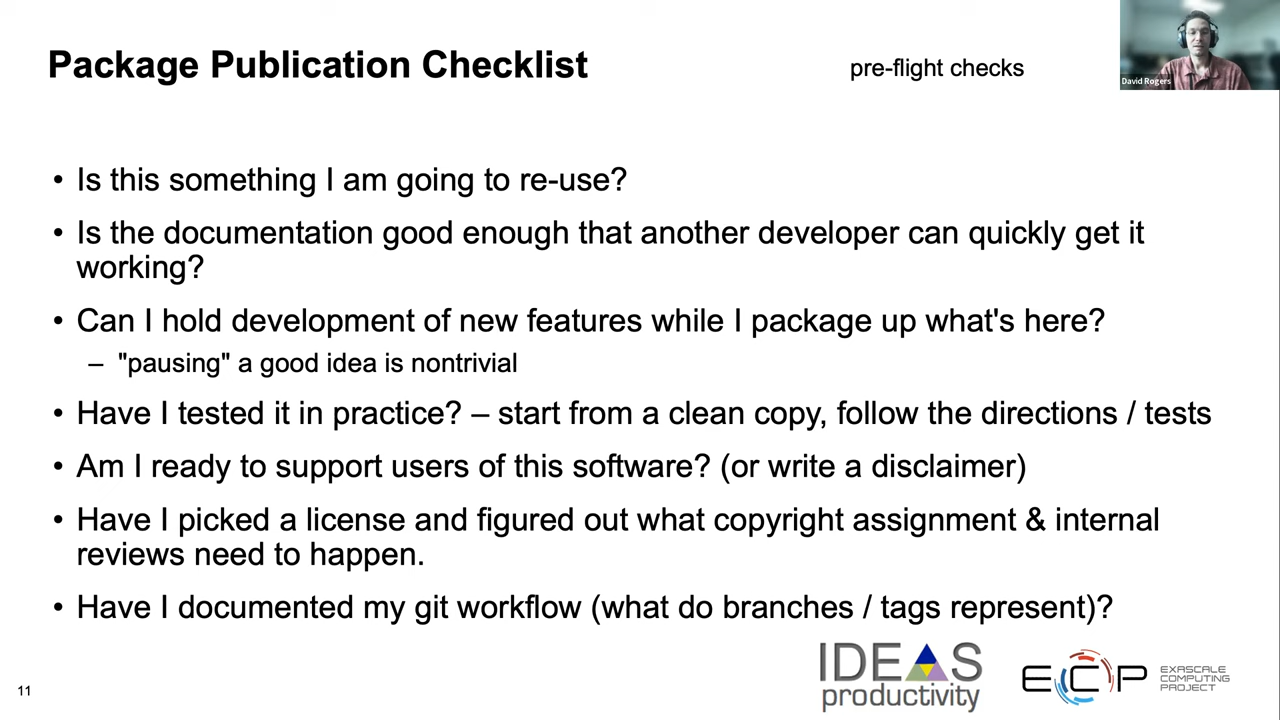 Package Publication Checklist
pre-flight checks
David Rogers
• Is this something I am going to re-use?
• Is the documentation good enough that another developer can quickly get it
working?
• Can I hold development of new features while I package up what's here?
– "pausing" a good idea is nontrivial
• Have I tested it in practice? – start from a clean copy, follow the directions / tests
• Am I ready to support users of this software? (or write a disclaimer)
• Have I picked a license and figured out what copyright assignment & internal
reviews need to happen.
• Have I documented my git workflow (what do branches / tags represent)?
11
IDEAS
productivity
ECP
EXASCALE
COMPUTING
PROJECT